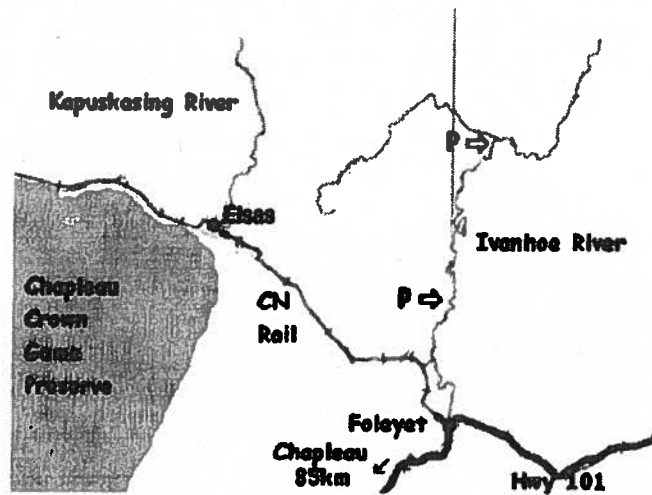 Kapuskasing River
P
Elsas
Ivanhoe River
Chapleau
Crown
Game
Preserve
CN
Rail
P
Foleyet
Chapleau
85km
Hwy 101